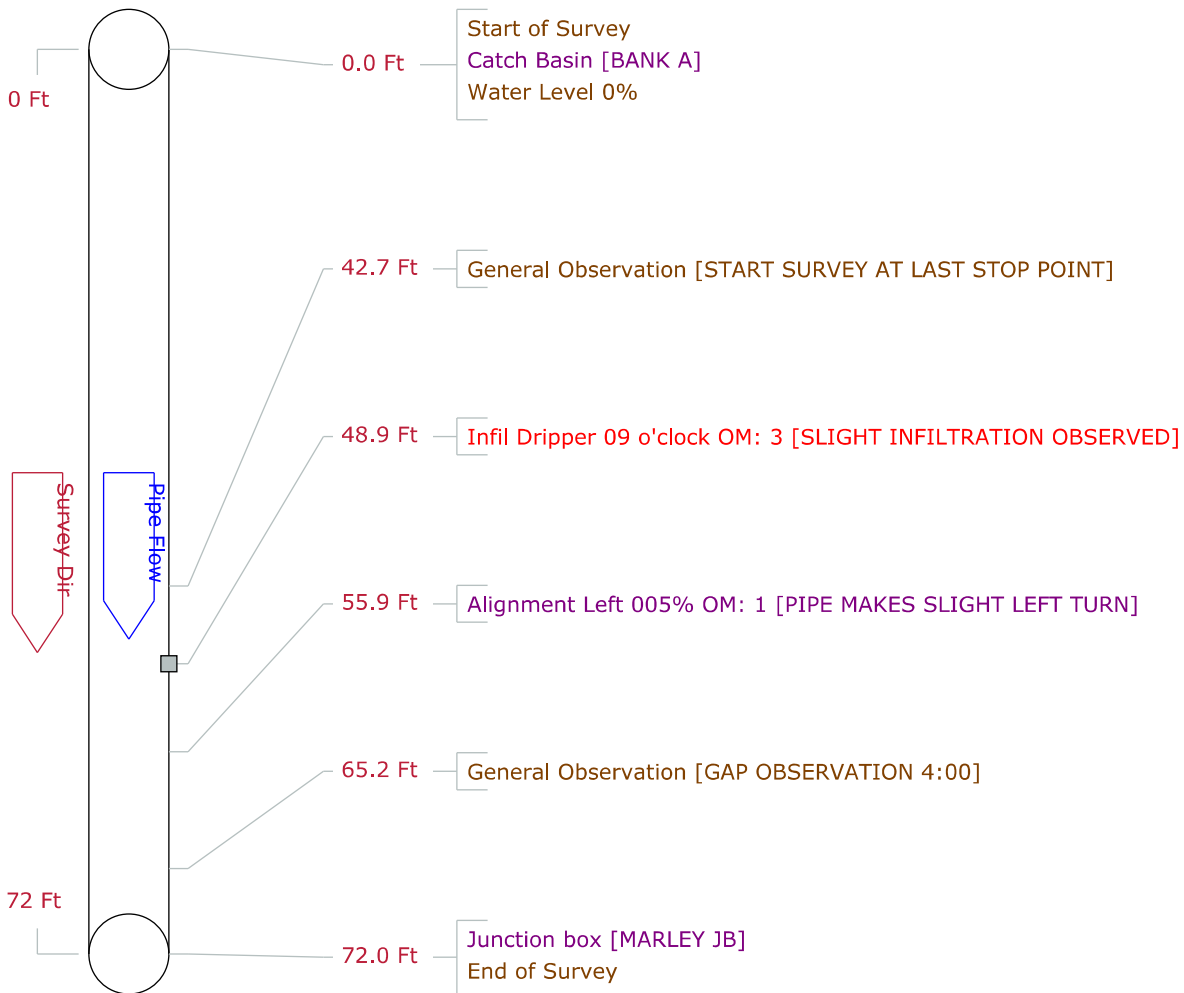 Start of Survey
0.0 Ft
Catch Basin [BANK A]
Water Level 0%
0 Ft
42.7 Ft
General Observation [START SURVEY AT LAST STOP POINT]
48.9 Ft
Infil Dripper 09 o'clock OM: 3 [SLIGHT INFILTRATION OBSERVED]
Survey Dir
Pipe Flow
55.9 Ft
Alignment Left 005% OM: 1 [PIPE MAKES SLIGHT LEFT TURN]
65.2 Ft
General Observation [GAP OBSERVATION 4:00]
72 Ft
72.0 Ft
Junction box [MARLEY JB]
End of Survey